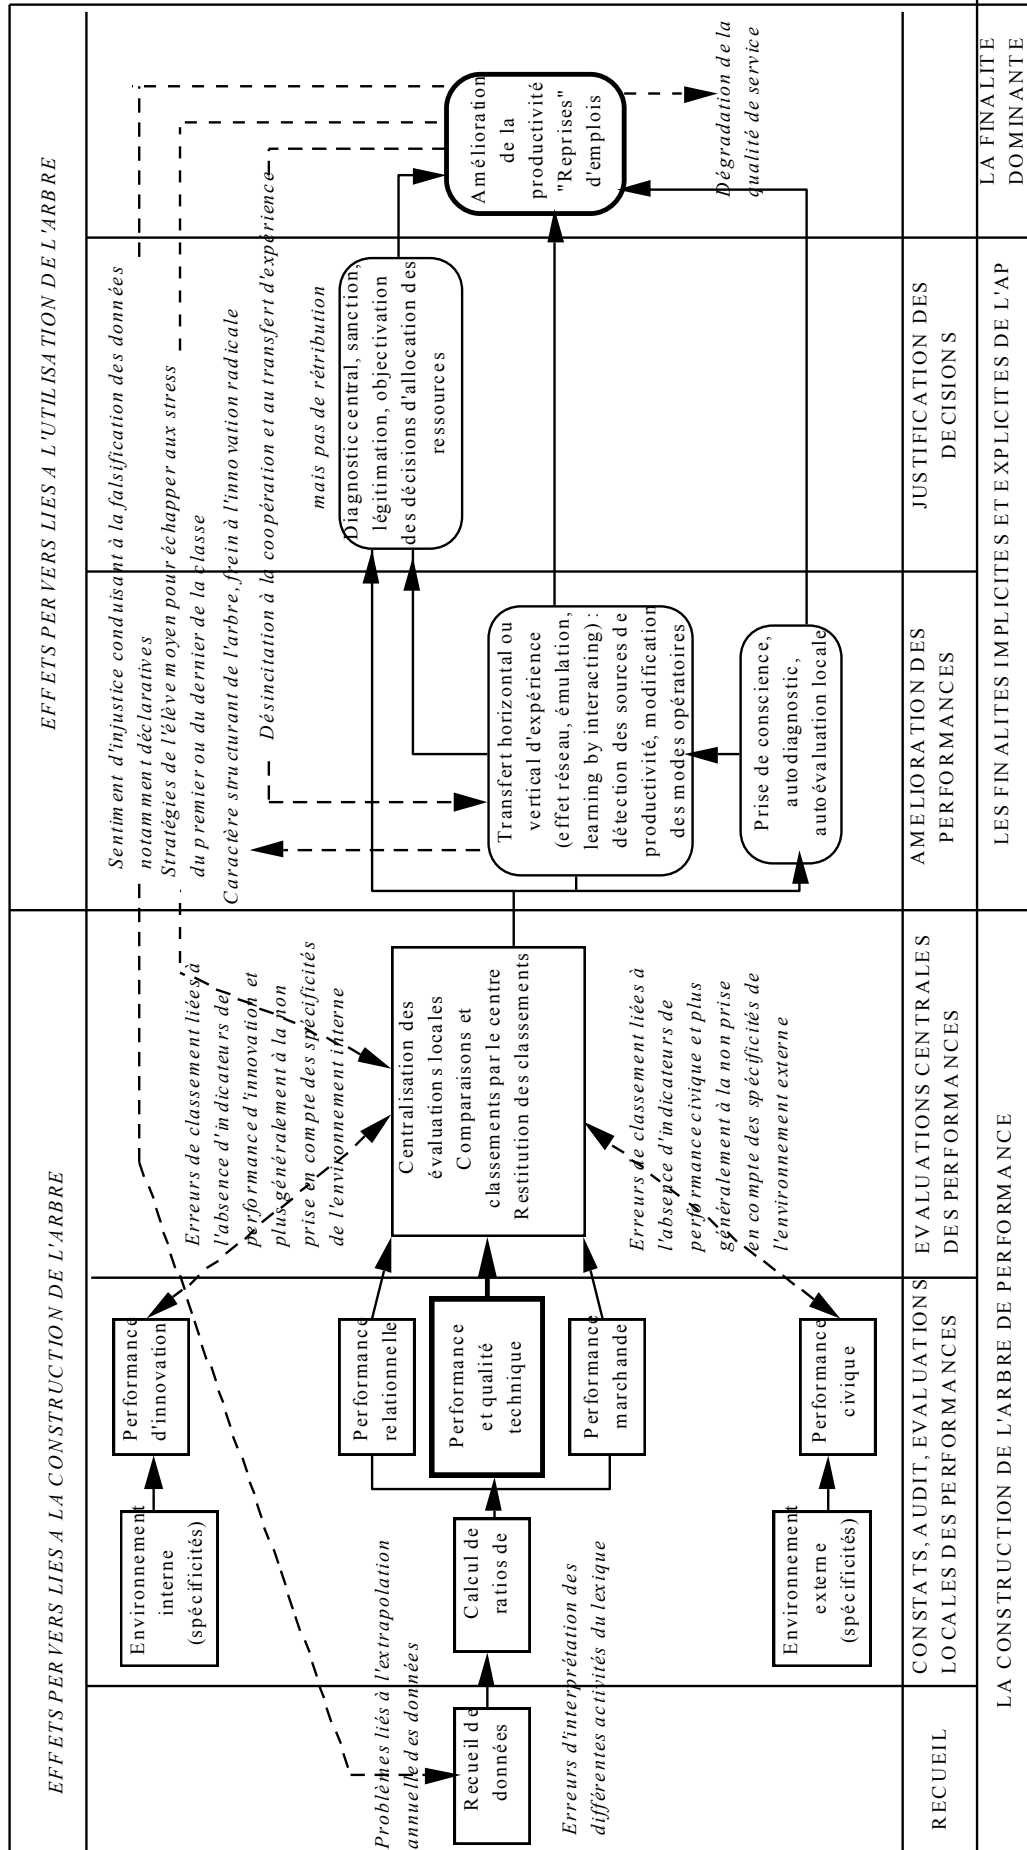 EFFETS PERVERS LIES A LA CONSTRUCTION DE L'ARBRE
EFFETS PERVERS LIES A L'UTILISATION DE L'ARBRE
Sentiment d'injustice conduisant à la falsification des données
notamment déclaratives
Stratégies de l'élève moyen pour échapper aux stress
du premier ou du dernier de la classe
Caractère structurant de l'arbre, frein à l'innovation radicale
Désincitation à la coopération et au transfert d'expérience
mais pas de rétribution
Erreurs de classement liées à
l'absence d'indicateurs de
performance d'innovation et
plus généralement à la non
prise en compte des spécificités
de l'environnement interne
Performance
d'innovation
Environnement
interne
(spécificités)
Performance
relationnelle
Performance
et qualité
technique
Performance
marchande
Performance
civique
Environnement
externe
(spécificités)
Problèmes liés à l'extrapolation
annuelle des données
Recueil de
données
Calcul de
ratios de
Erreurs d'interprétation des
différentes activités du lexique
Centralisation des
évaluations locales
Comparaisons et
classements par le centre
Restitution des classements
Erreurs de classement liées à
l'absence d'indicateurs de
performance civique et plus
généralement à la non prise
en compte des spécificités de
l'environnement externe
Diagnostic central, sanction,
légitimation, objectivation
des décisions d'allocation des
ressources
Transfert horizontal ou
vertical d'expérience
(effet réseau, émulation,
learning by interacting) :
détection des sources de
productivité, modification
des modes opératoires
Prise de conscience,
autodiagnostic,
autoévaluation locale
Amélioration
de la
productivité
"Reprises"
d'emplois
Dégradation de la
qualité de service
RECUEIL
CONSTATS, AUDIT, EVALUATIONS
LOCALES DES PERFORMANCES
EVALUATIONS CENTRALES
DES PERFORMANCES
AMELIORATION DES
PERFORMANCES
JUSTIFICATION DES
DECISIONS
LA CONSTRUCTION DE L'ARBRE DE PERFORMANCE
LES FINALITES IMPLICITES ET EXPLICITES DE L'AP
LA FINALITE
DOMINANTE